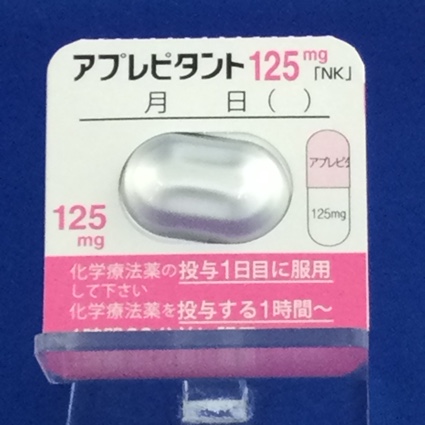 アプレピタント125mg「NK」
月 日( )
アプレピタ
125mg
125mg
化学療法薬の投与1日目に服用
して下さい
化学療法薬を投与する1時間～